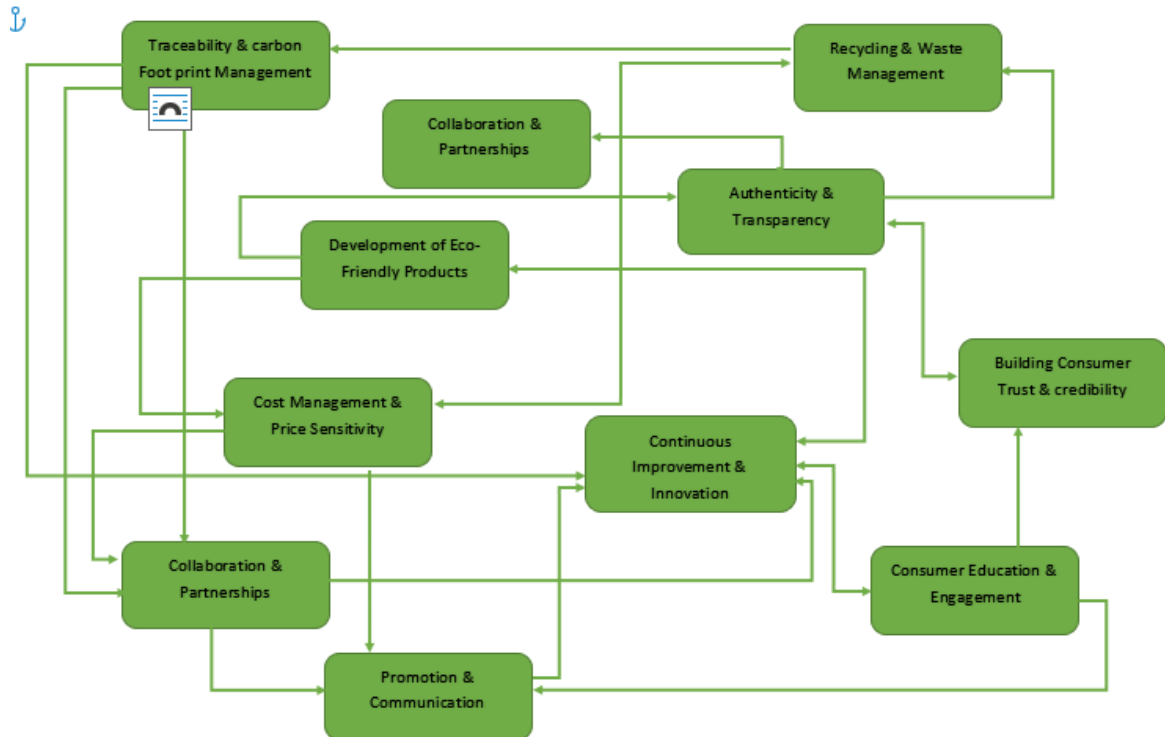 Traceability & carbon
Foot print Management
Recycling & Waste
Management
Collaboration &
Partnerships
Authenticity &
Transparency
Development of Eco-
Friendly Products
Building Consumer
Trust & credibility
Cost Management &
Price Sensitivity
Continuous
Improvement &
Innovation
Collaboration &
Partnerships
Consumer Education &
Engagement
Promotion &
Communication